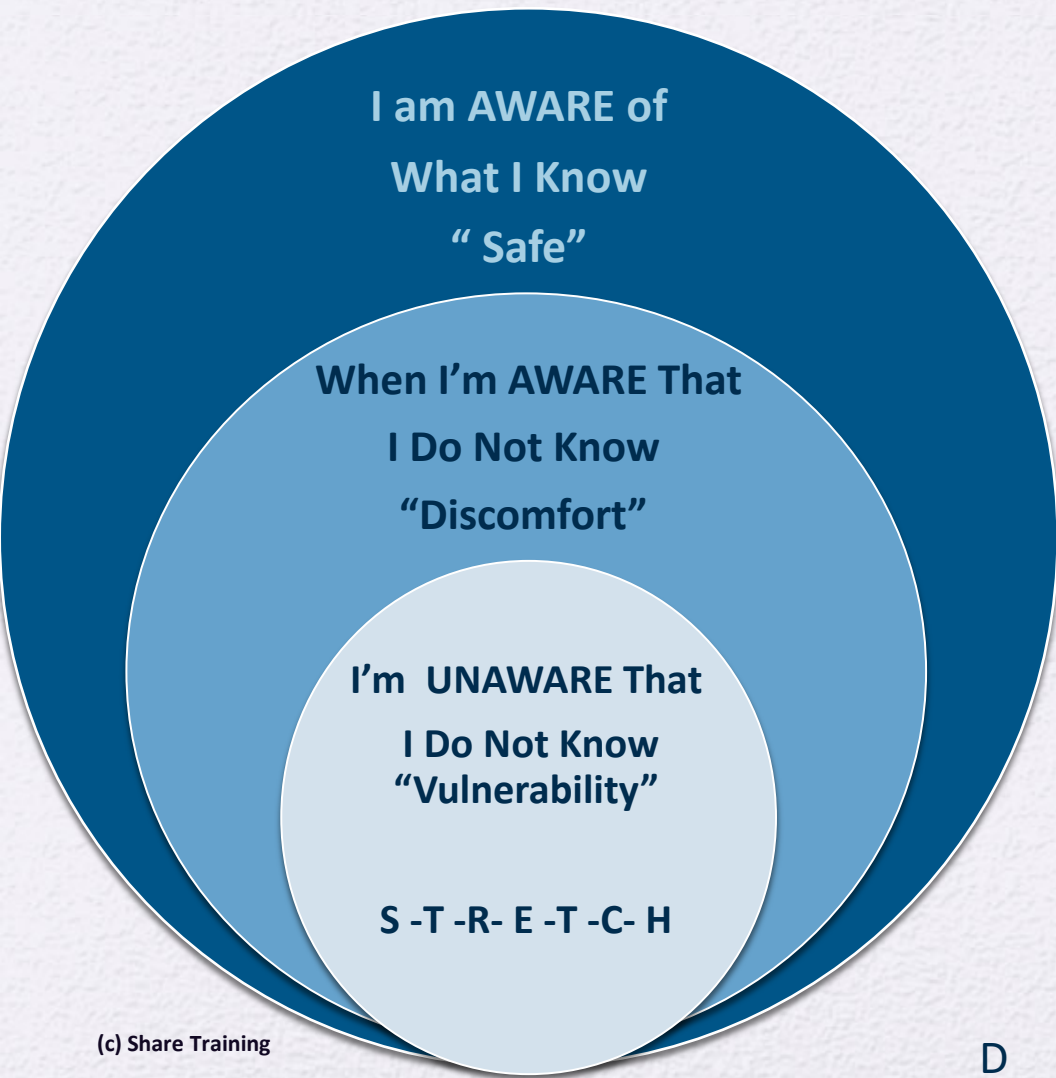 I am AWARE of
What I Know
“ Safe”
When I’m AWARE That
I Do Not Know
“Discomfort”
I’m  UNAWARE That
I Do Not Know
“Vulnerability”
S -T -R- E -T -C- H
(c) Share Training
D